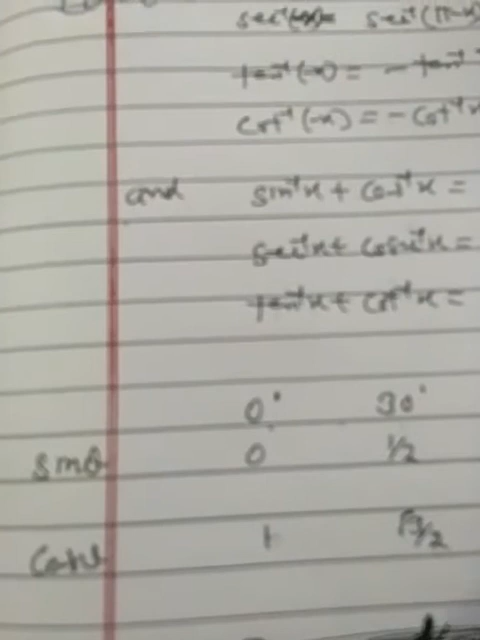 sec⁻¹(-x) = sec⁻¹(π-x)
tan⁻¹(-x) = - tan⁻¹
cot⁻¹(-x) = - cot⁻¹x
and sin⁻¹x + cos⁻¹x =
sec⁻¹x + cosec⁻¹x =
tan⁻¹x + cot⁻¹x =
0° 30°
sinθ 0 1/2
1 √3/2